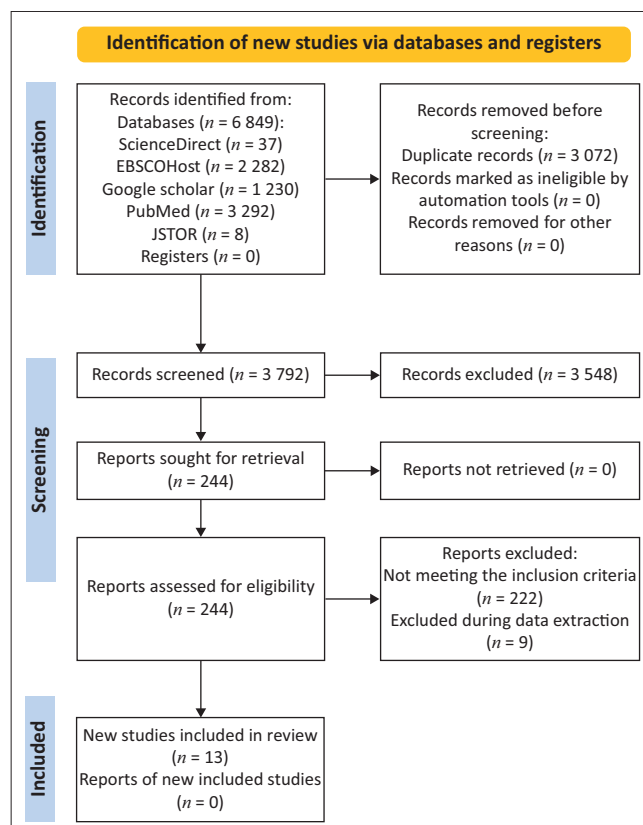 Identification of new studies via databases and registers
Identification
Records identified from:
Databases (n = 6 849):
ScienceDirect (n = 37)
EBSCOHost (n = 2 282)
Google scholar (n = 1 230)
PubMed (n = 3 292)
JSTOR (n = 8)
Registers (n = 0)
Records removed before
screening:
Duplicate records (n = 3 072)
Records marked as ineligible by
automation tools (n = 0)
Records removed for other
reasons (n = 0)
Screening
Records screened (n = 3 792)
Records excluded (n = 3 548)
Reports sought for retrieval
(n = 244)
Reports not retrieved (n = 0)
Reports assessed for eligibility
(n = 244)
Reports excluded:
Not meeting the inclusion criteria
(n = 222)
Excluded during data extraction
(n = 9)
Included
New studies included in review
(n = 13)
Reports of new included studies
(n = 0)